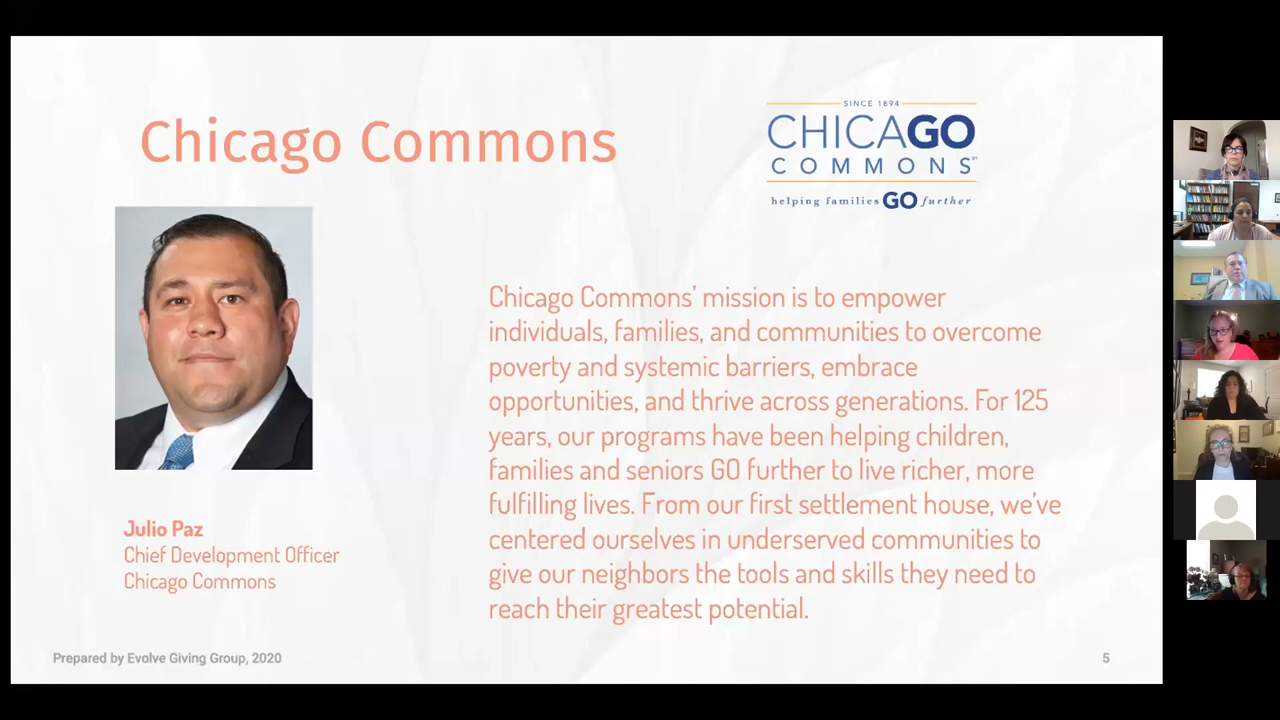 Chicago Commons
SINCE 1894
CHICAGO
COMMONS
helping families GO further
Chicago Commons’ mission is to empower
individuals, families, and communities to overcome
poverty and systemic barriers, embrace
opportunities, and thrive across generations. For 125
years, our programs have been helping children,
families and seniors GO further to live richer, more
fulfilling lives. From our first settlement house, we’ve
centered ourselves in underserved communities to
give our neighbors the tools and skills they need to
reach their greatest potential.
Julio Paz
Chief Development Officer
Chicago Commons
Prepared by Evolve Giving Group, 2020
5